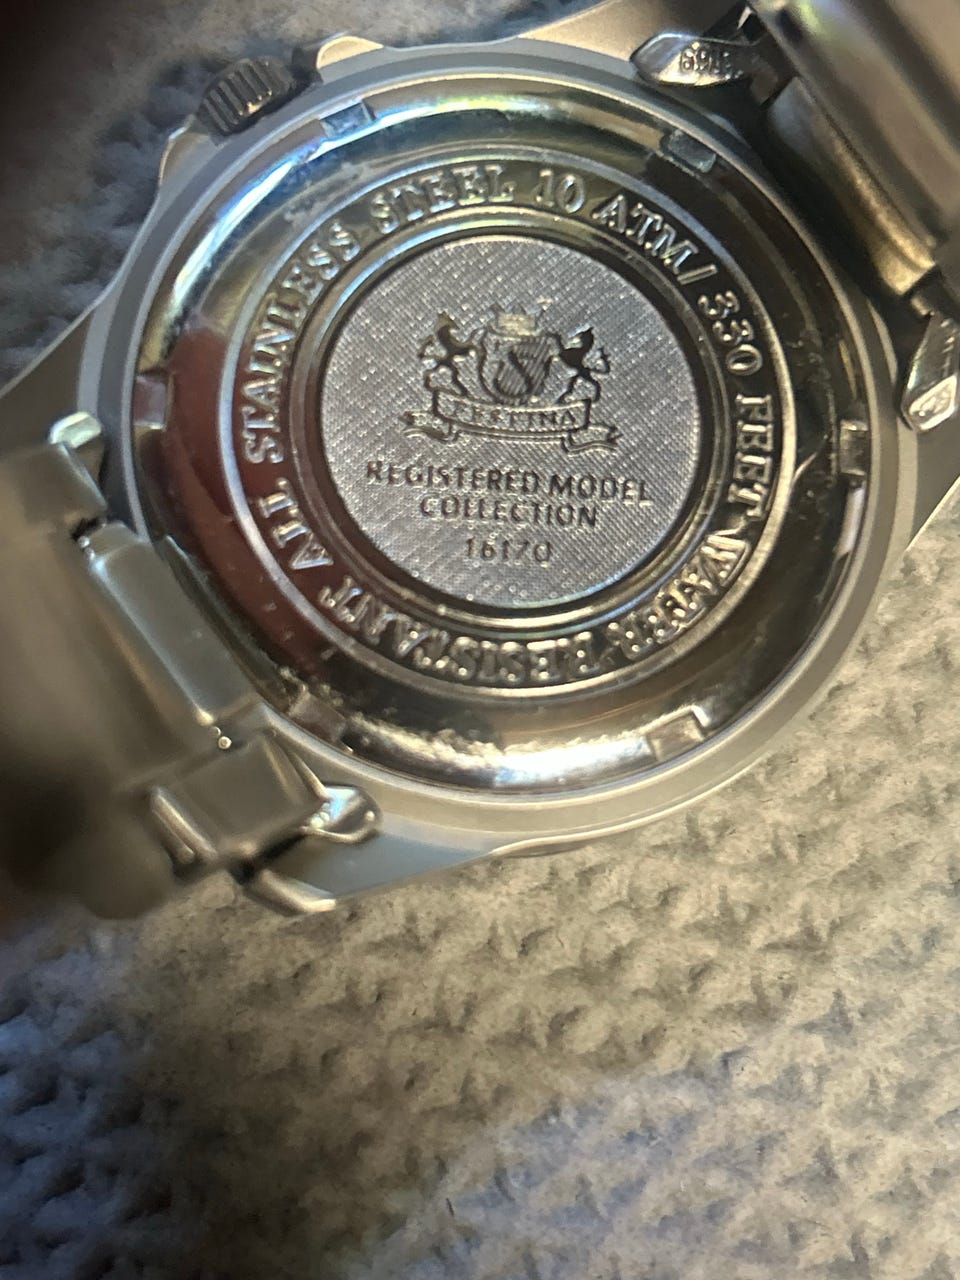 ALL STAINLESS STEEL 10 ATM/330 FEET WATER RESISTANT
FESTINA
REGISTERED MODEL
COLLECTION
16170